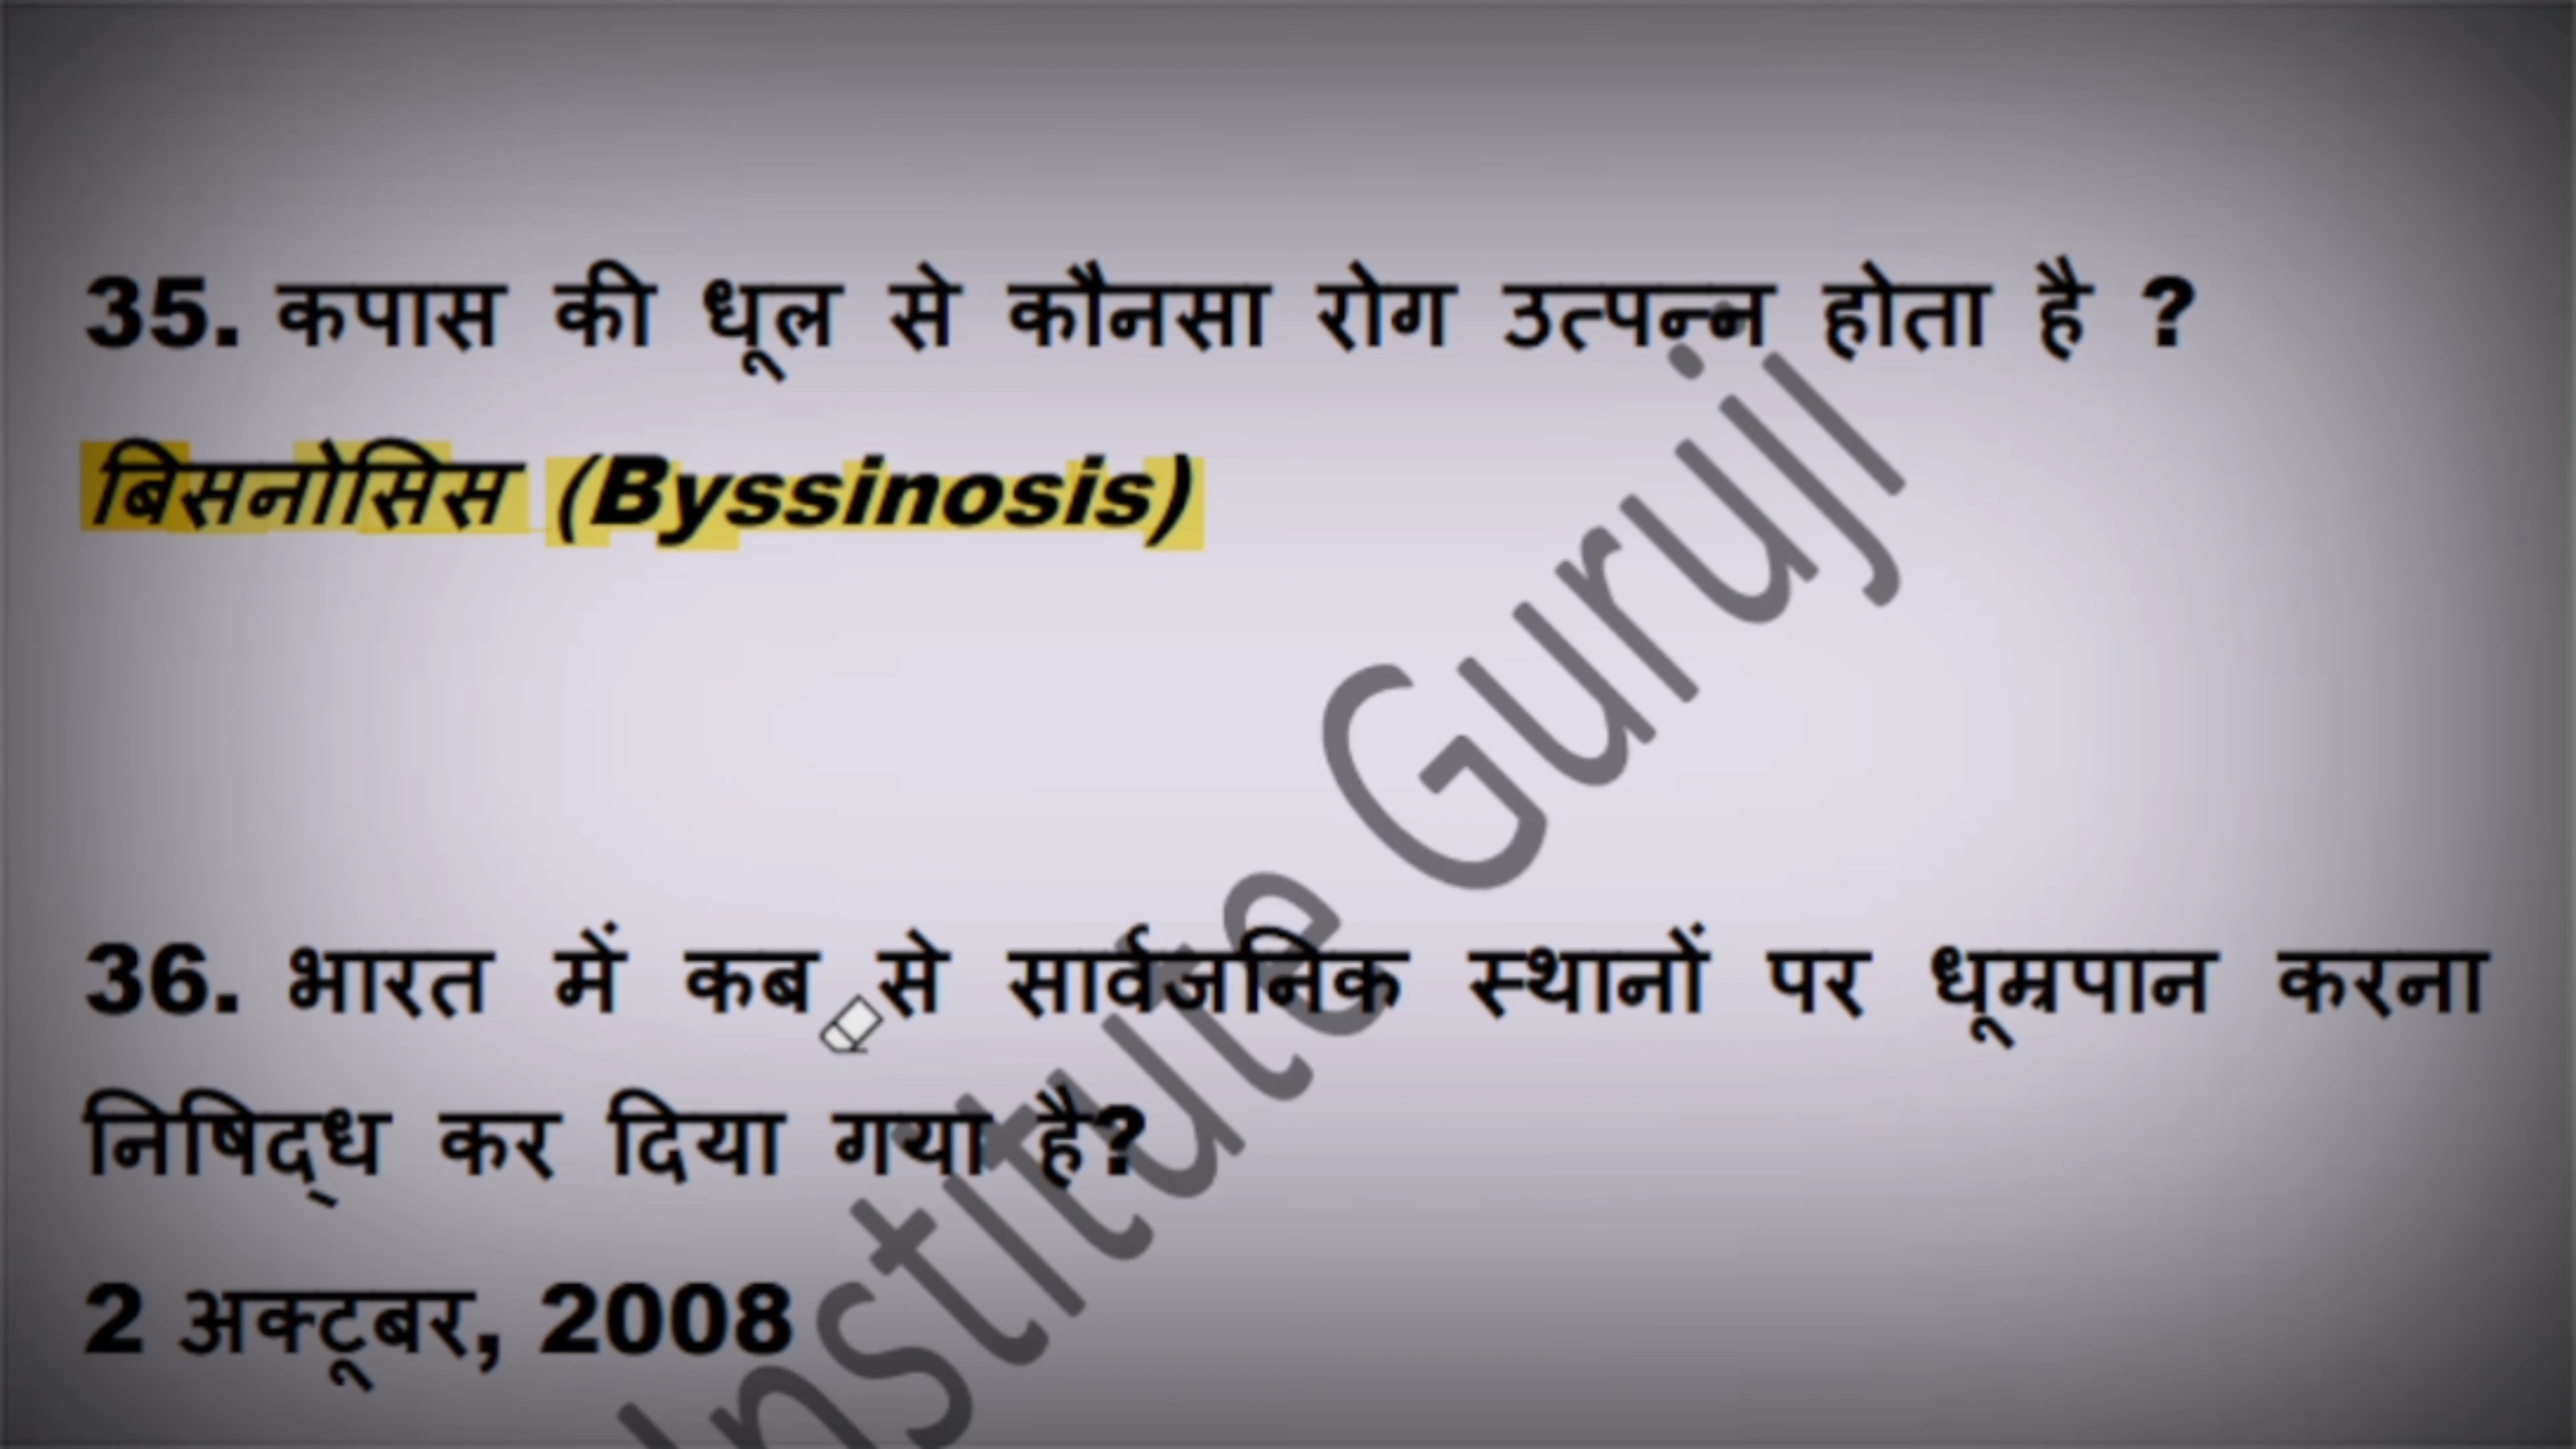 35. कपास की धूल से कौनसा रोग उत्पन्न होता है ?
बिसनोसिस (Byssinosis)
36. भारत में कब से सार्वजनिक स्थानों पर धूम्रपान करना
निषिद्ध कर दिया गया है?
2 अक्टूबर, 2008
Institute Guruji